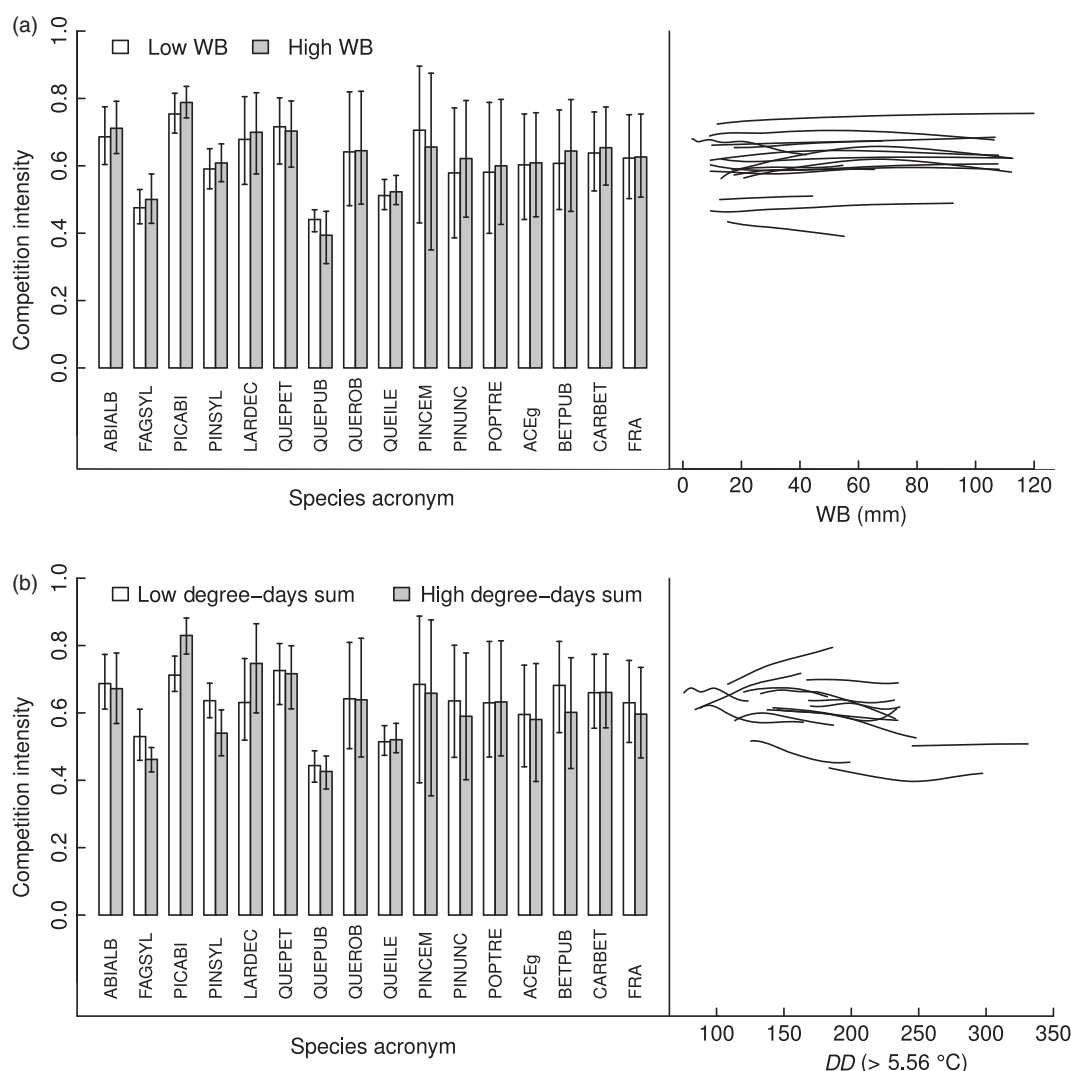 (a)
Low WB High WB
Competition intensity
1.0
0.8
0.6
0.4
0.2
0.0
ABIALB
FAGSYL
PICABI
PINSYL
LARDEC
QUEPET
QUEPUB
QUEROB
QUEILE
PINCEM
PINUNC
POPTRE
ACEg
BETPUB
CARBET
FRA
Species acronym
0 20 40 60 80 100 120
WB (mm)
(b)
Low degree–days sum High degree–days sum
Competition intensity
1.0
0.8
0.6
0.4
0.2
0.0
ABIALB
FAGSYL
PICABI
PINSYL
LARDEC
QUEPET
QUEPUB
QUEROB
QUEILE
PINCEM
PINUNC
POPTRE
ACEg
BETPUB
CARBET
FRA
Species acronym
100 150 200 250 300 350
DD (> 5.56 °C)